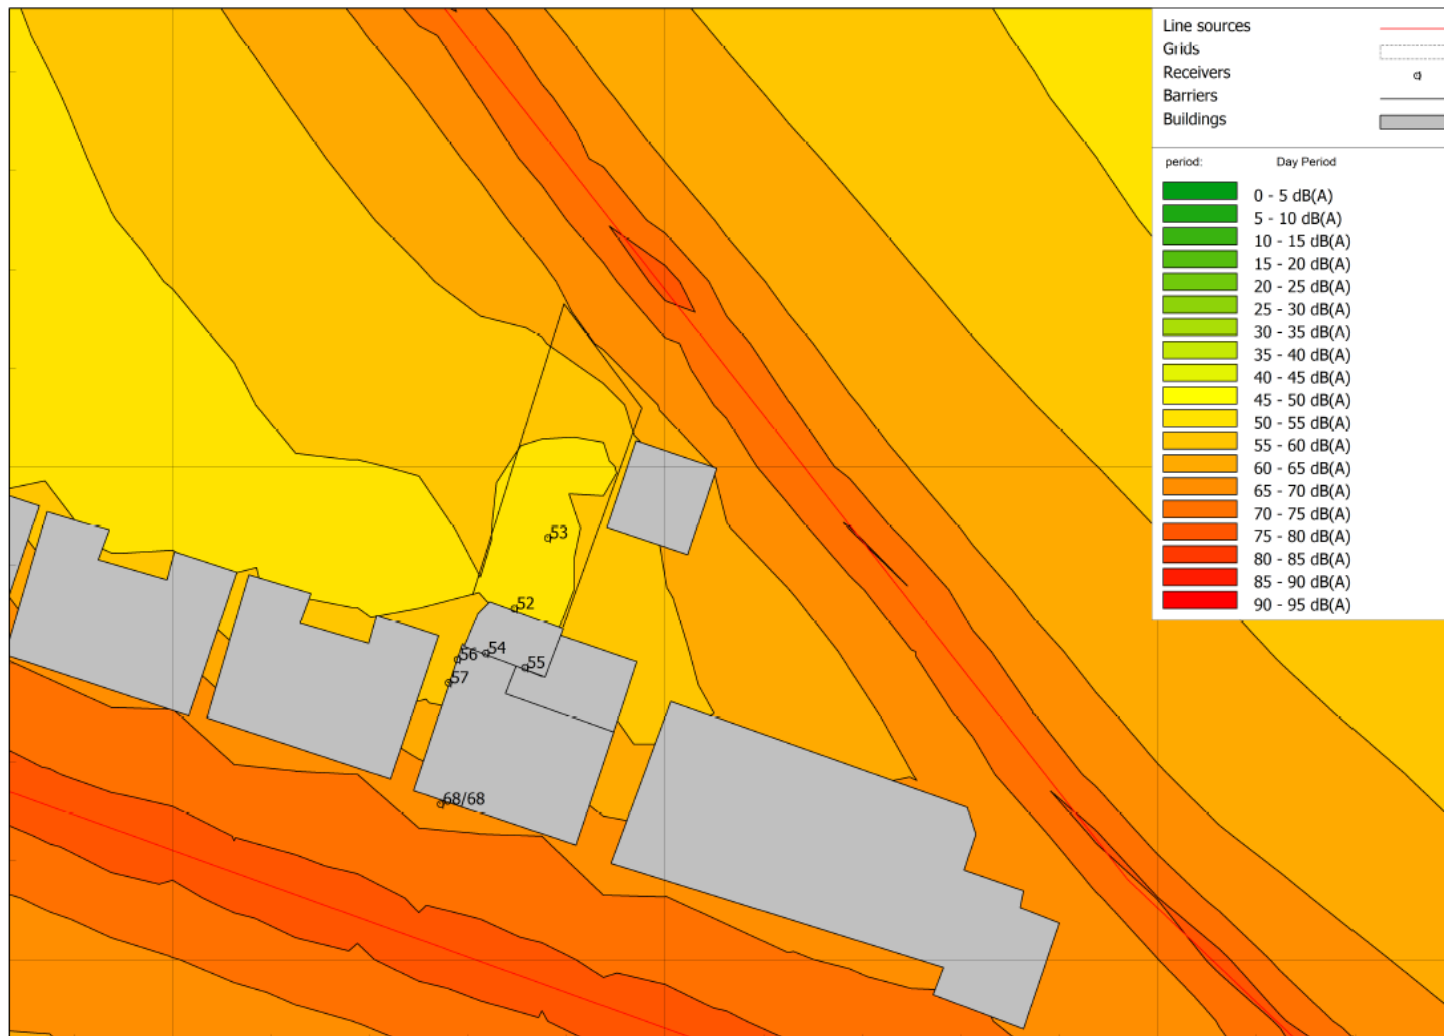 Line sources
Grids
Receivers
Barriers
Buildings
period: Day Period
0 - 5 dB(A)
5 - 10 dB(A)
10 - 15 dB(A)
15 - 20 dB(A)
20 - 25 dB(A)
25 - 30 dB(A)
30 - 35 dB(A)
35 - 40 dB(A)
40 - 45 dB(A)
45 - 50 dB(A)
50 - 55 dB(A)
55 - 60 dB(A)
60 - 65 dB(A)
65 - 70 dB(A)
70 - 75 dB(A)
75 - 80 dB(A)
80 - 85 dB(A)
85 - 90 dB(A)
90 - 95 dB(A)
53
52
54
56
55
57
68/68